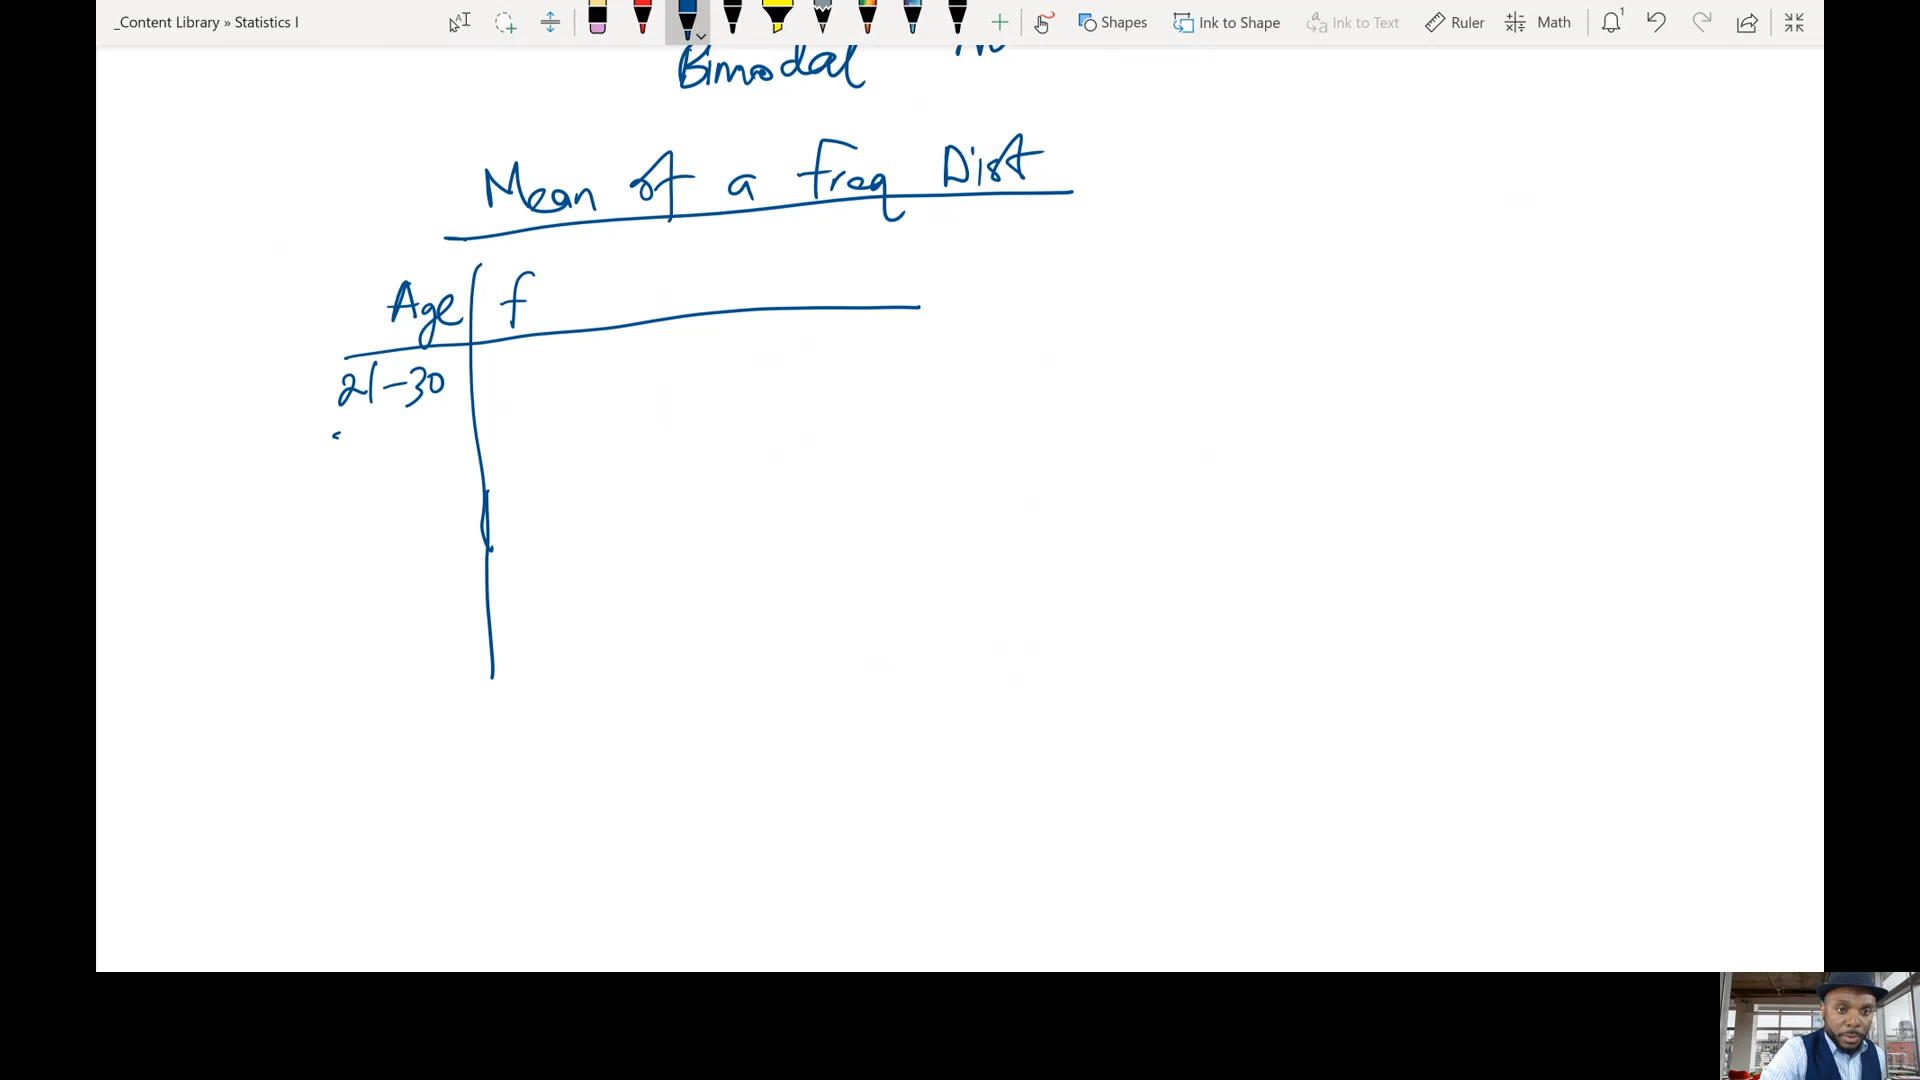 _Content Library » Statistics I
Shapes
Ink to Shape
Ink to Text
Ruler
Math
1
Bimodal
Mean of a Freq Dist
Age f
21-30